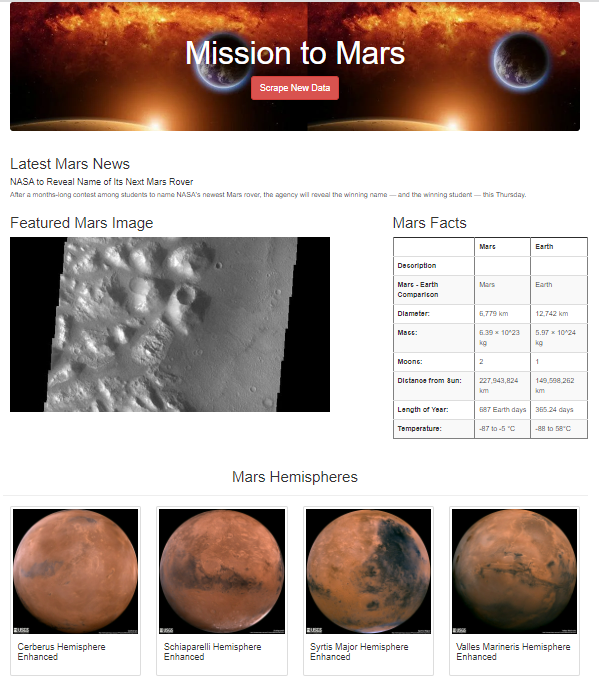 Mission to Mars
Scrape New Data
Latest Mars News
NASA to Reveal Name of Its Next Mars Rover
After a months-long contest among students to name NASA's newest Mars rover, the agency will reveal the winning name — and the winning student — this Thursday.
Featured Mars Image
Mars Facts
Mars Earth
Description
Mars - Earth Comparison Mars Earth
Diameter: 6,779 km 12,742 km
Mass: 6.39 × 10^23 kg 5.97 × 10^24 kg
Moons: 2 1
Distance from Sun: 227,943,824 km 149,598,262 km
Length of Year: 687 Earth days 365.24 days
Temperature: -87 to -5 °C -88 to 58°C
Mars Hemispheres
USGS
USGS
USGS
USGS
Cerberus Hemisphere
Enhanced
Schiaparelli Hemisphere
Enhanced
Syrtis Major Hemisphere
Enhanced
Valles Marineris Hemisphere
Enhanced